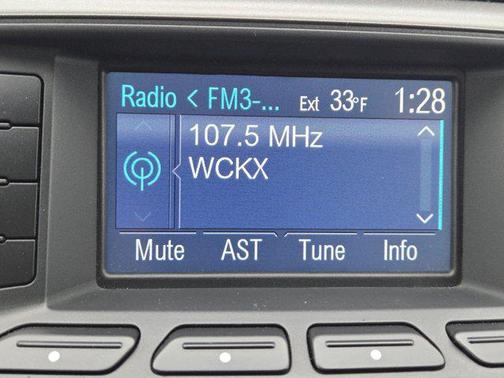 Radio < FM3-... Ext 33°F 1:28
107.5 MHz
WCKX
Mute AST Tune Info